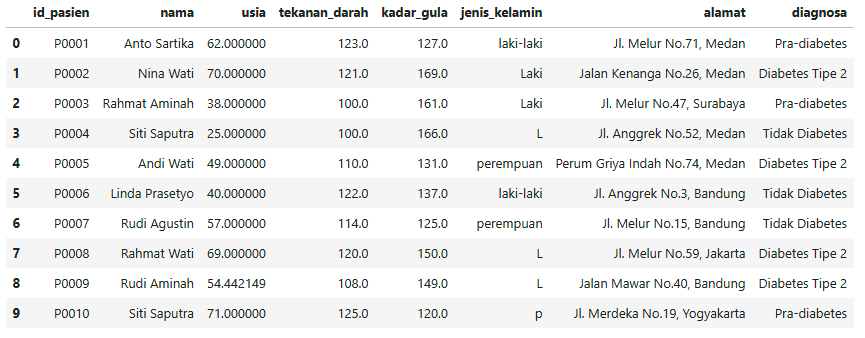 id_pasien nama usia tekanan_darah kadar_gula jenis_kelamin alamat diagnosa
0 P0001 Anto Sartika 62.000000 123.0 127.0 laki-laki Jl. Melur No.71, Medan Pra-diabetes
1 P0002 Nina Wati 70.000000 121.0 169.0 Laki Jalan Kenanga No.26, Medan Diabetes Tipe 2
2 P0003 Rahmat Aminah 38.000000 100.0 161.0 Laki Jl. Melur No.47, Surabaya Pra-diabetes
3 P0004 Siti Saputra 25.000000 100.0 166.0 L Jl. Anggrek No.52, Medan Tidak Diabetes
4 P0005 Andi Wati 49.000000 110.0 131.0 perempuan Perum Griya Indah No.74, Medan Diabetes Tipe 2
5 P0006 Linda Prasetyo 40.000000 122.0 137.0 laki-laki Jl. Anggrek No.3, Bandung Tidak Diabetes
6 P0007 Rudi Agustin 57.000000 114.0 125.0 perempuan Jl. Melur No.15, Bandung Tidak Diabetes
7 P0008 Rahmat Wati 69.000000 120.0 150.0 L Jl. Melur No.59, Jakarta Diabetes Tipe 2
8 P0009 Rudi Aminah 54.442149 108.0 149.0 L Jalan Mawar No.40, Bandung Diabetes Tipe 2
9 P0010 Siti Saputra 71.000000 125.0 120.0 p Jl. Merdeka No.19, Yogyakarta Pra-diabetes